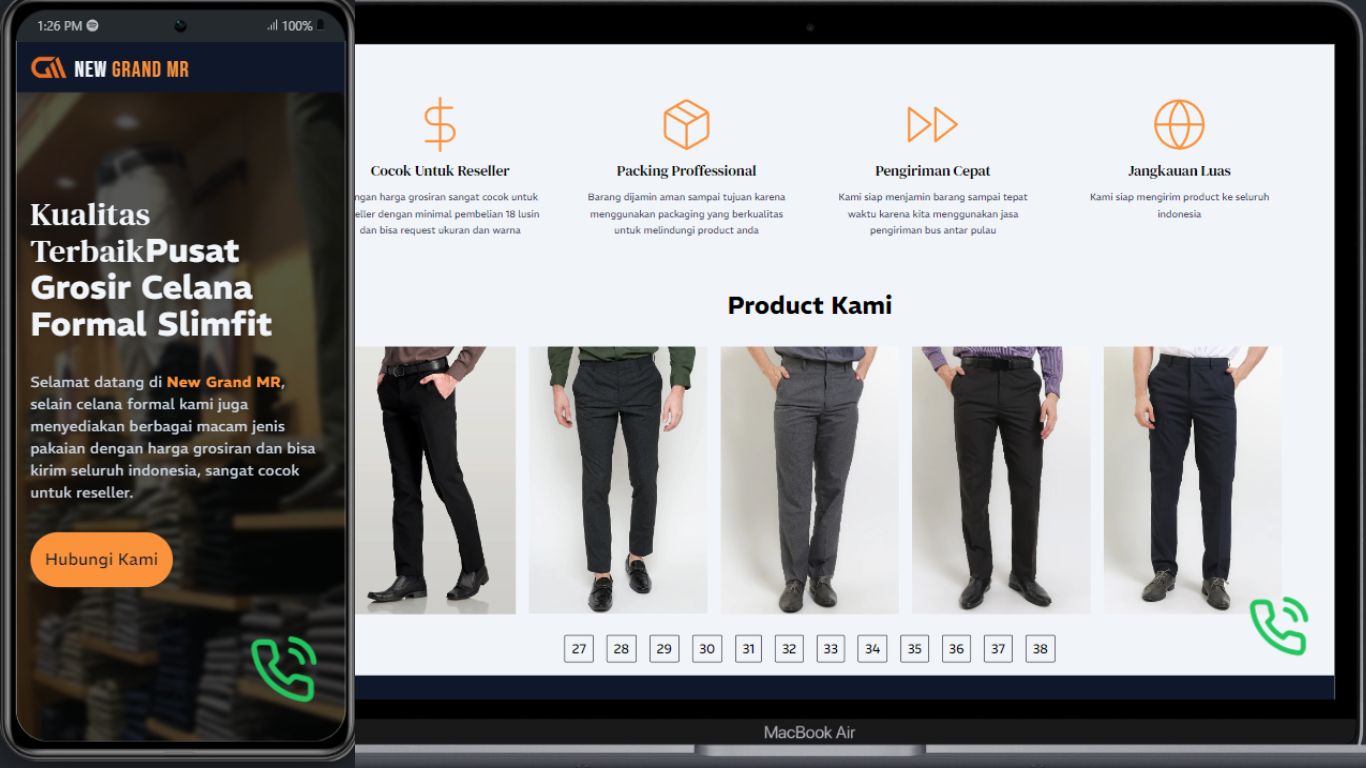 1:26 PM
100%
NEW GRAND MR
Kualitas
TerbaikPusat
Grosir Celana
Formal Slimfit
Selamat datang di New Grand MR,
selain celana formal kami juga
menyediakan berbagai macam jenis
pakaian dengan harga grosiran dan bisa
kirim seluruh indonesia, sangat cocok
untuk reseller.
Hubungi Kami
Cocok Untuk Reseller
ngan harga grosiran sangat cocok untuk
eller dengan minimal pembelian 18 lusin
dan bisa request ukuran dan warna
Packing Proffessional
Barang dijamin aman sampai tujuan karena
menggunakan packaging yang berkualitas
untuk melindungi product anda
Pengiriman Cepat
Kami siap menjamin barang sampai tepat
waktu karena kita menggunakan jasa
pengiriman bus antar pulau
Jangkauan Luas
Kami siap mengirim product ke seluruh
indonesia
Product Kami
27 28 29 30 31 32 33 34 35 36 37 38
MacBook Air